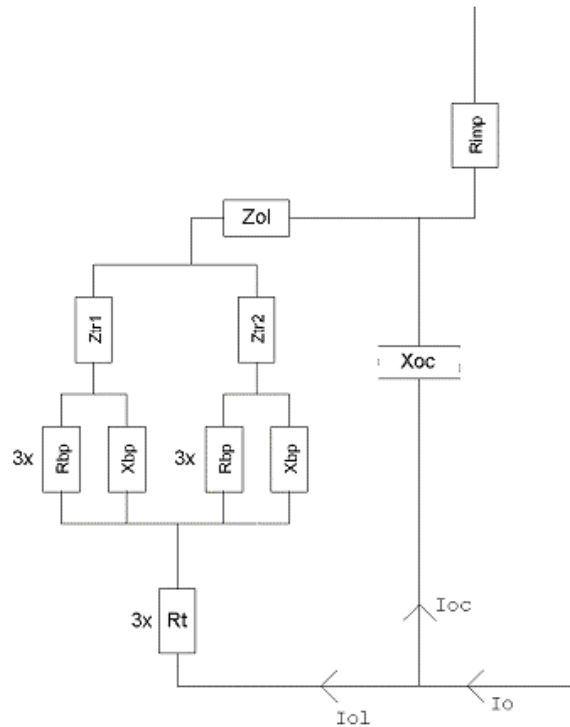 Rimp
Zol
Ztr1
Ztr2
Xoc
3x
Rbp
Xbp
3x
Rbp
Xbp
3x
Rt
Ioc
Iol
Io